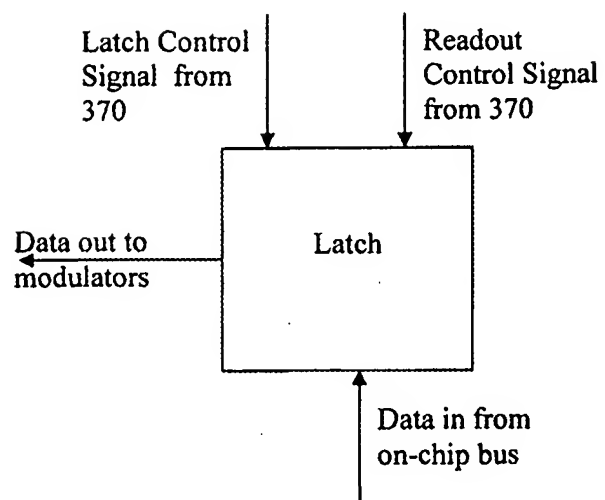 Latch Control
Signal from
370
Readout
Control Signal
from 370
Data out to
modulators
Latch
Data in from
on-chip bus